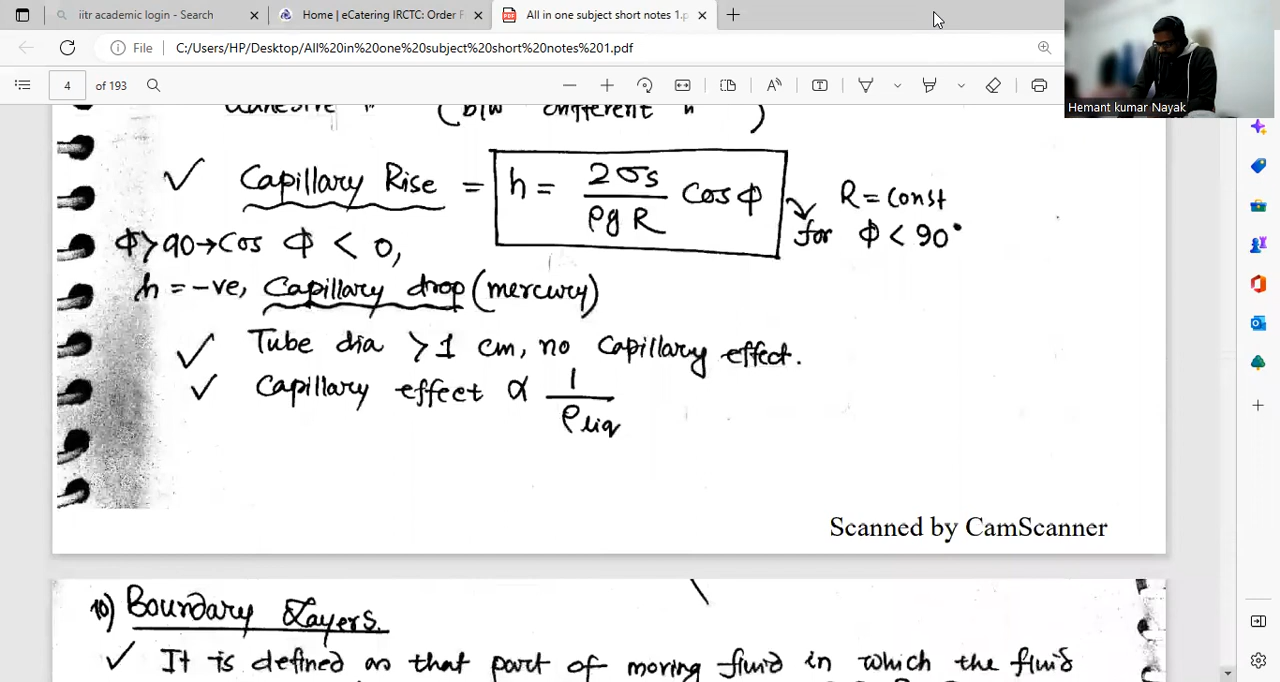 iitr academic login - Search
Home | eCatering IRCTC: Order F
All in one subject short notes 1.p
File
C:/Users/HP/Desktop/All%20in%20one%20subject%20short%20notes%201.pdf
4 of 193
Hemant kumar Nayak
Adhesive " (b/w different " )
✓ Capillary Rise = h = 2σs / ρgR Cos Φ
R = const
for Φ < 90°
Φ > 90 → Cos Φ < 0,
h = -ve, Capillary drop (mercury)
✓ Tube dia > 1 cm, no Capillary effect.
✓ Capillary effect ∝ 1 / ρliq
Scanned by CamScanner
10) Boundary Layers.
✓ It is defined as that part of moving fluid in which the fluid